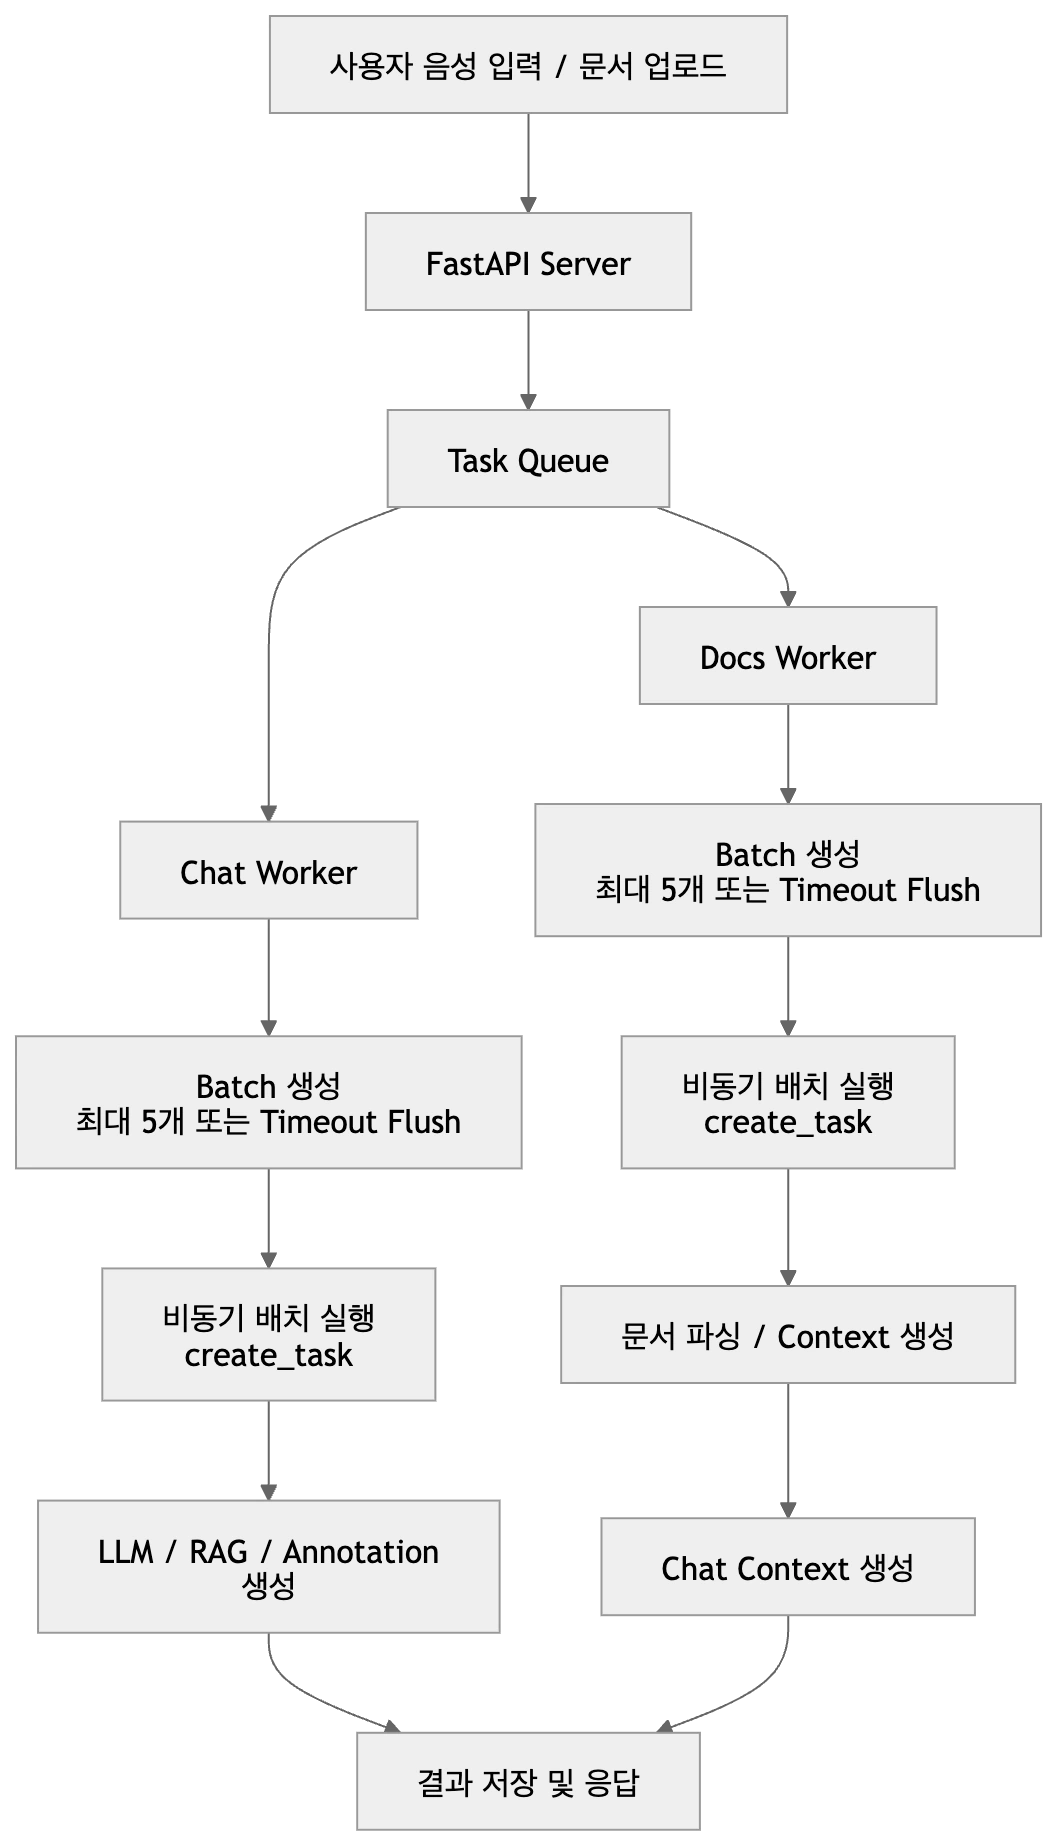 사용자 음성 입력 / 문서 업로드
FastAPI Server
Task Queue
Docs Worker
Chat Worker
Batch 생성
최대 5개 또는 Timeout Flush
Batch 생성
최대 5개 또는 Timeout Flush
비동기 배치 실행
create_task
비동기 배치 실행
create_task
문서 파싱 / Context 생성
LLM / RAG / Annotation
생성
Chat Context 생성
결과 저장 및 응답